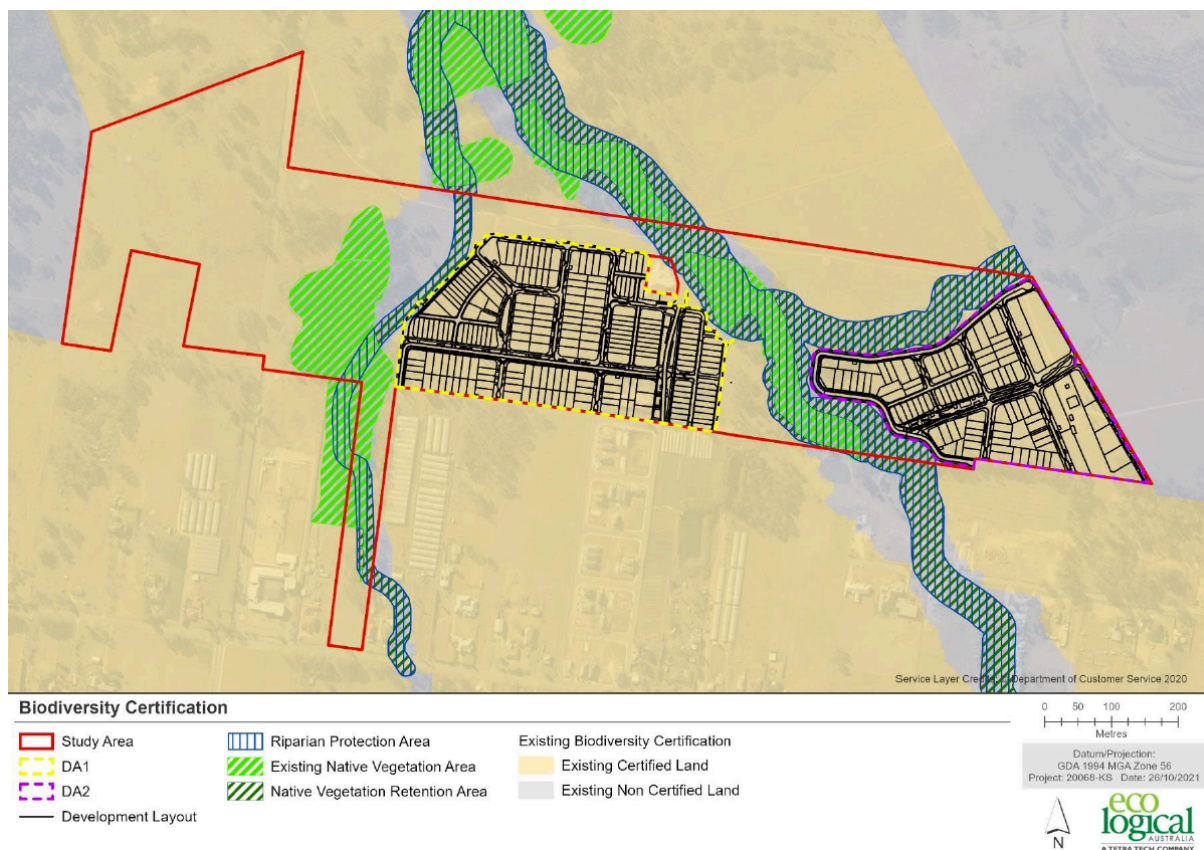 Service Layer Credits: © Department of Customer Service 2020
Biodiversity Certification
Study Area
DA1
DA2
Development Layout
Riparian Protection Area
Existing Native Vegetation Area
Native Vegetation Retention Area
Existing Biodiversity Certification
Existing Certified Land
Existing Non Certified Land
0 50 100 200
Metres
Datum/Projection:
GDA 1994 MGA Zone 56
Project: 20068-KS Date: 26/10/2021
N
eco
logical
AUSTRALIA
A TETRA TECH COMPANY